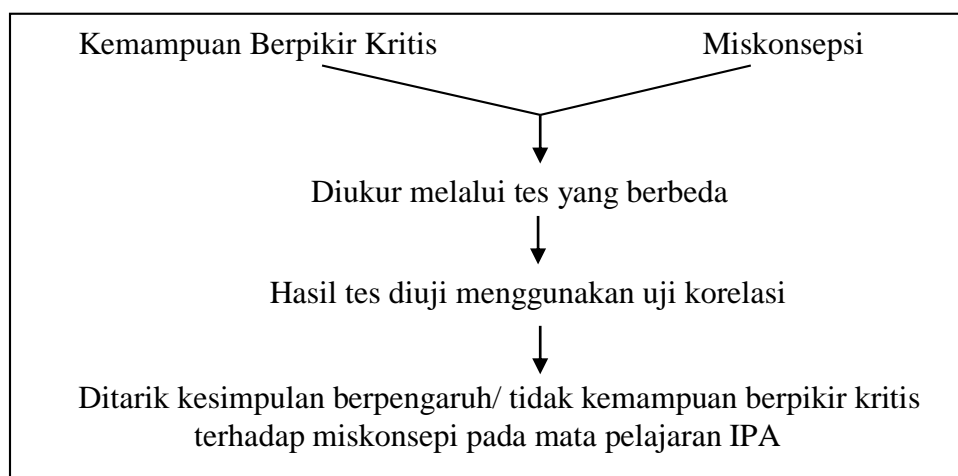 Kemampuan Berpikir Kritis
Miskonsepsi
Diukur melalui tes yang berbeda
Hasil tes diuji menggunakan uji korelasi
Ditarik kesimpulan berpengaruh/ tidak kemampuan berpikir kritis
terhadap miskonsepi pada mata pelajaran IPA